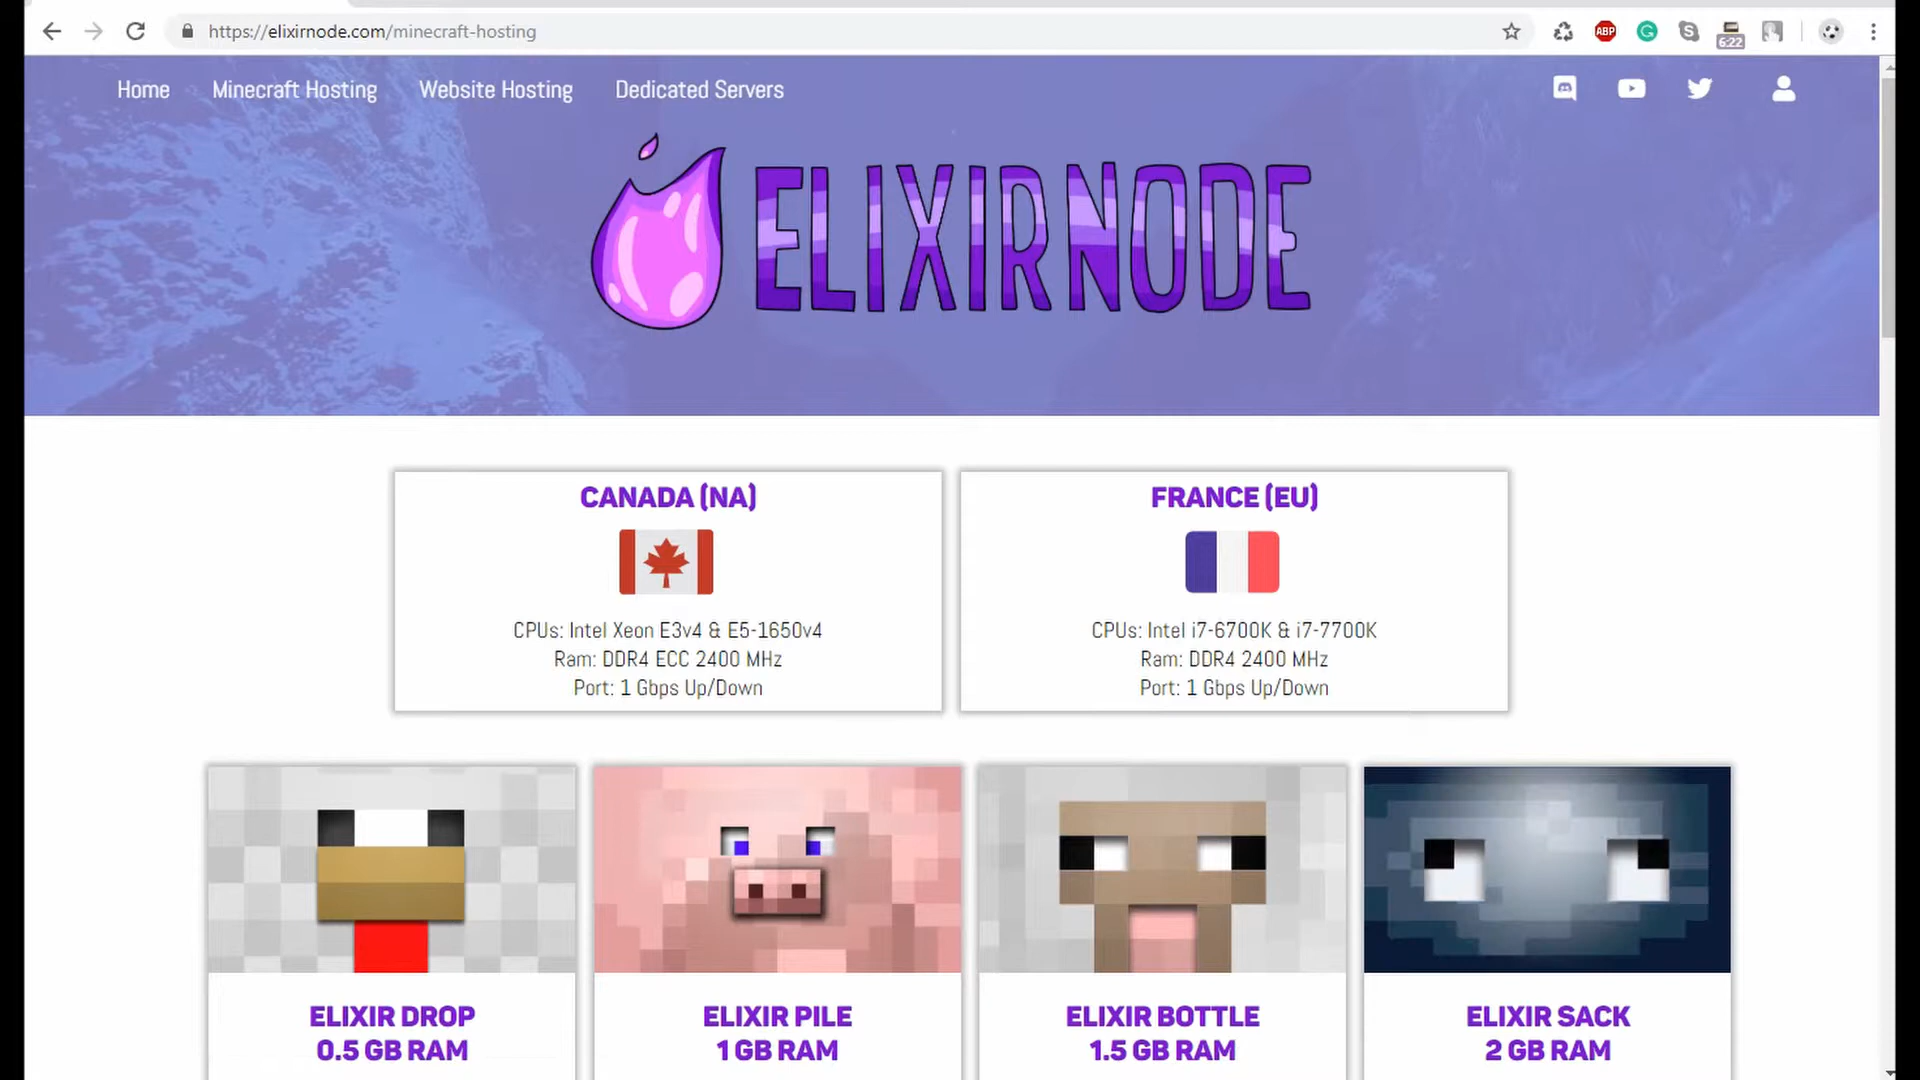 https://elixirnode.com/minecraft-hosting
ABP
6:22
Home Minecraft Hosting Website Hosting Dedicated Servers
ELIXIRNODE
CANADA (NA)
CPUs: Intel Xeon E3v4 & E5-1650v4
Ram: DDR4 ECC 2400 MHz
Port: 1 Gbps Up/Down
FRANCE (EU)
CPUs: Intel i7-6700K & i7-7700K
Ram: DDR4 2400 MHz
Port: 1 Gbps Up/Down
ELIXIR DROP
0.5 GB RAM
ELIXIR PILE
1 GB RAM
ELIXIR BOTTLE
1.5 GB RAM
ELIXIR SACK
2 GB RAM